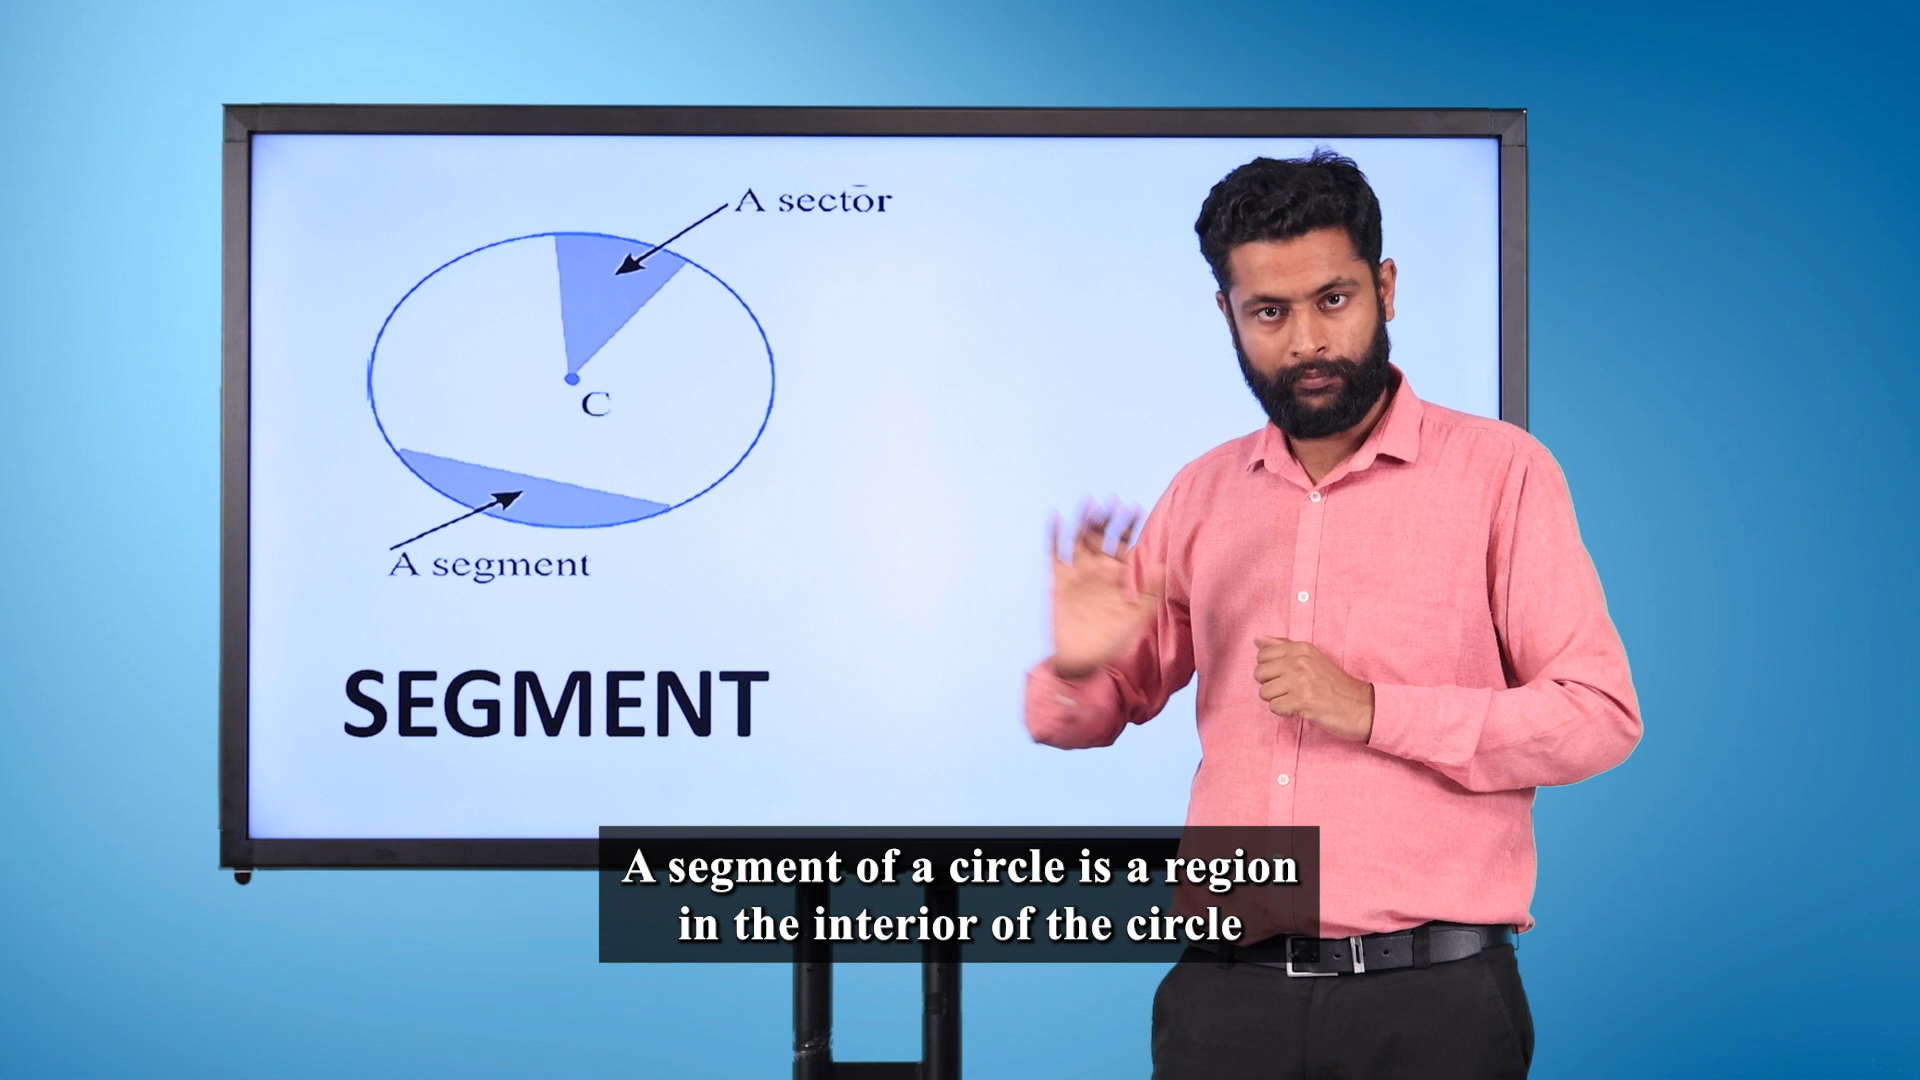 A sector
C
A segment
SEGMENT
A segment of a circle is a region
in the interior of the circle